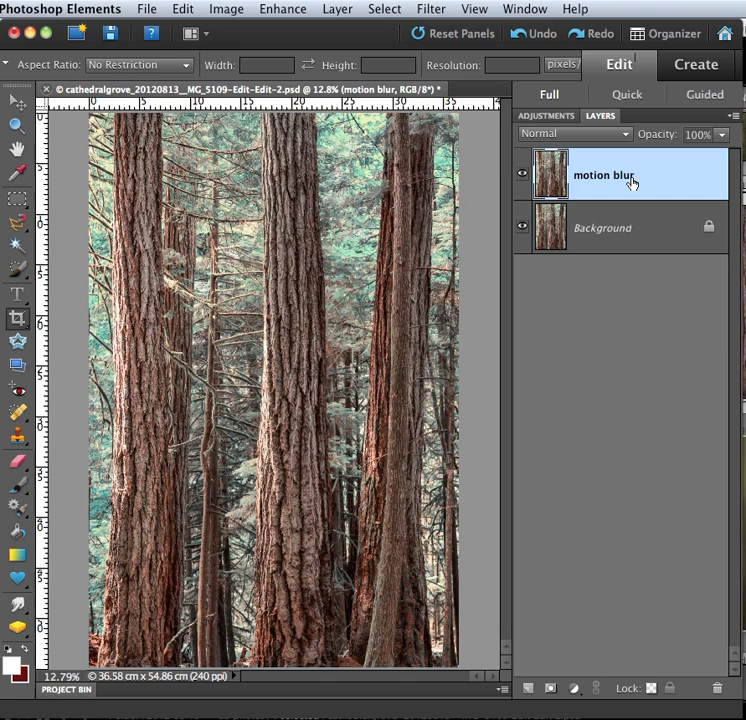 Photoshop Elements File Edit Image Enhance Layer Select Filter View Window Help
Reset Panels Undo Redo Organizer
Aspect Ratio: No Restriction Width: Height: Resolution: pixels/ Edit Create
© cathedralgrove_20120813__MG_5109-Edit-Edit-2.psd @ 12.8% (motion blur, RGB/8*) *
Full Quick Guided
ADJUSTMENTS LAYERS
Normal Opacity: 100%
motion blur
Background
12.79% © 36.58 cm x 54.86 cm (240 ppi)
Lock:
PROJECT BIN